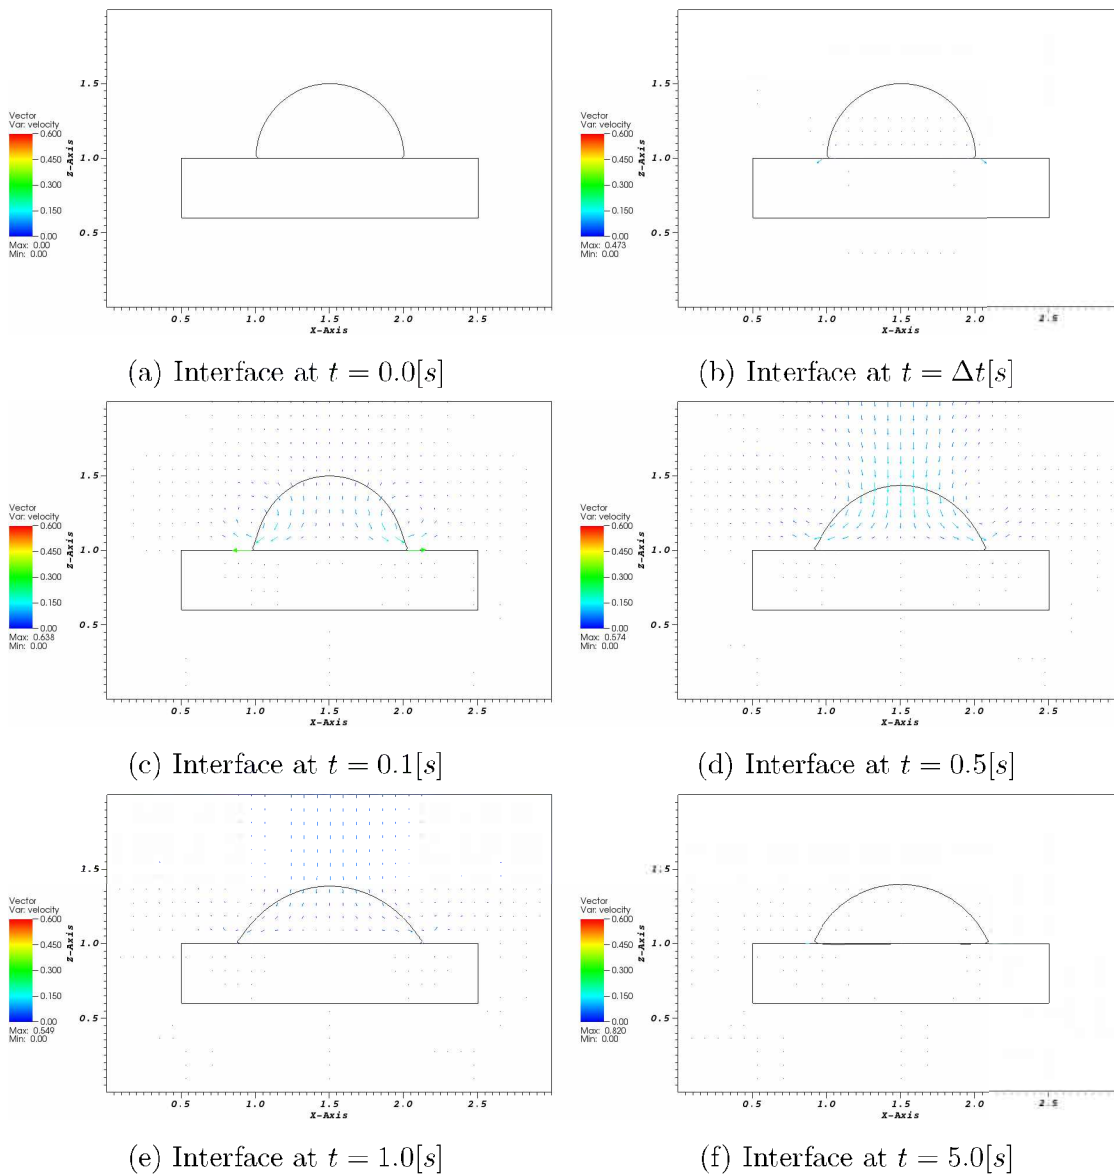 1.5
Vector
Var: velocity
0.600
0.450
1.0
0.300
Z-Axis
0.150
0.00
0.5
Max: 0.00
Min: 0.00
0.5 1.0 1.5 2.0 2.5
X-Axis
(a) Interface at t = 0.0[s]
1.5
Vector
Var: velocity
0.600
0.450
1.0
0.300
Z-Axis
0.150
0.00
0.5
Max: 0.473
Min: 0.00
0.5 1.0 1.5 2.0 2.5
X-Axis
(b) Interface at t = Δt[s]
1.5
Vector
Var: velocity
0.600
0.450
1.0
0.300
Z-Axis
0.150
0.00
0.5
Max: 0.638
Min: 0.00
0.5 1.0 1.5 2.0 2.5
X-Axis
(c) Interface at t = 0.1[s]
1.5
Vector
Var: velocity
0.600
0.450
1.0
0.300
Z-Axis
0.150
0.00
0.5
Max: 0.574
Min: 0.00
0.5 1.0 1.5 2.0 2.5
X-Axis
(d) Interface at t = 0.5[s]
1.5
Vector
Var: velocity
0.600
0.450
1.0
0.300
Z-Axis
0.150
0.00
0.5
Max: 0.549
Min: 0.00
0.5 1.0 1.5 2.0 2.5
X-Axis
(e) Interface at t = 1.0[s]
1.5
Vector
Var: velocity
0.600
0.450
1.0
0.300
Z-Axis
0.150
0.00
0.5
Max: 0.820
Min: 0.00
0.5 1.0 1.5 2.0 2.5
X-Axis
(f) Interface at t = 5.0[s]